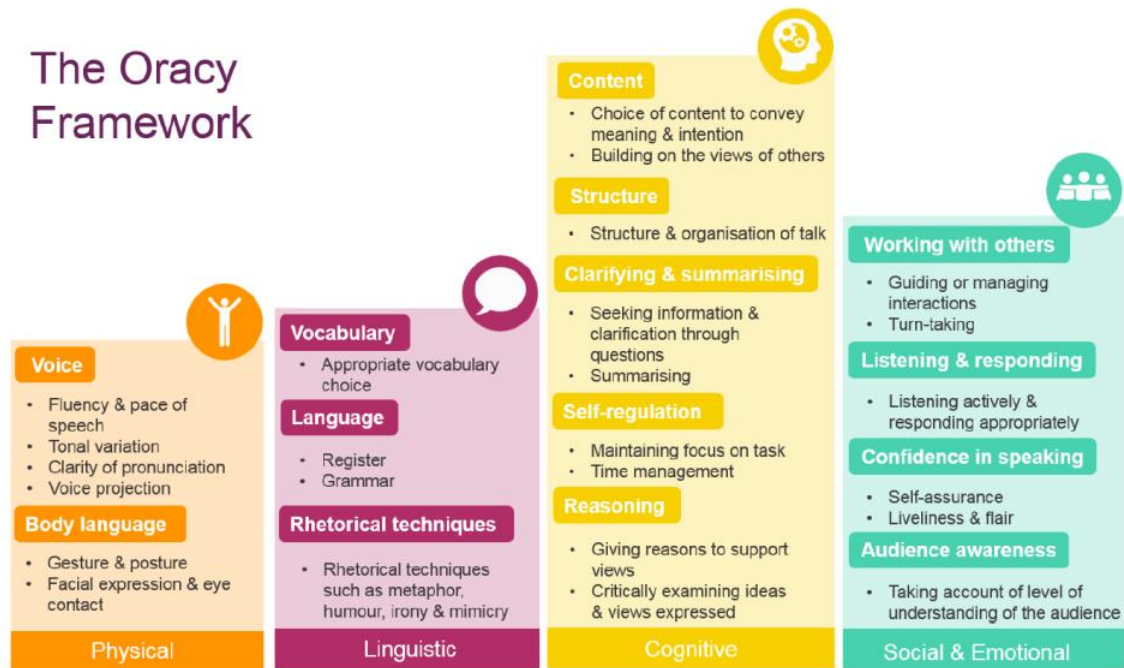 The Oracy
Framework
Voice
• Fluency & pace of
speech
• Tonal variation
• Clarity of pronunciation
• Voice projection
Body language
• Gesture & posture
• Facial expression & eye
contact
Physical
Vocabulary
• Appropriate vocabulary
choice
Language
• Register
• Grammar
Rhetorical techniques
• Rhetorical techniques
such as metaphor,
humour, irony & mimicry
Linguistic
Content
• Choice of content to convey
meaning & intention
• Building on the views of others
Structure
• Structure & organisation of talk
Clarifying & summarising
• Seeking information &
clarification through
questions
• Summarising
Self-regulation
• Maintaining focus on task
• Time management
Reasoning
• Giving reasons to support
views
• Critically examining ideas
& views expressed
Cognitive
Working with others
• Guiding or managing
interactions
• Turn-taking
Listening & responding
• Listening actively &
responding appropriately
Confidence in speaking
• Self-assurance
• Liveliness & flair
Audience awareness
• Taking account of level of
understanding of the audience
Social & Emotional